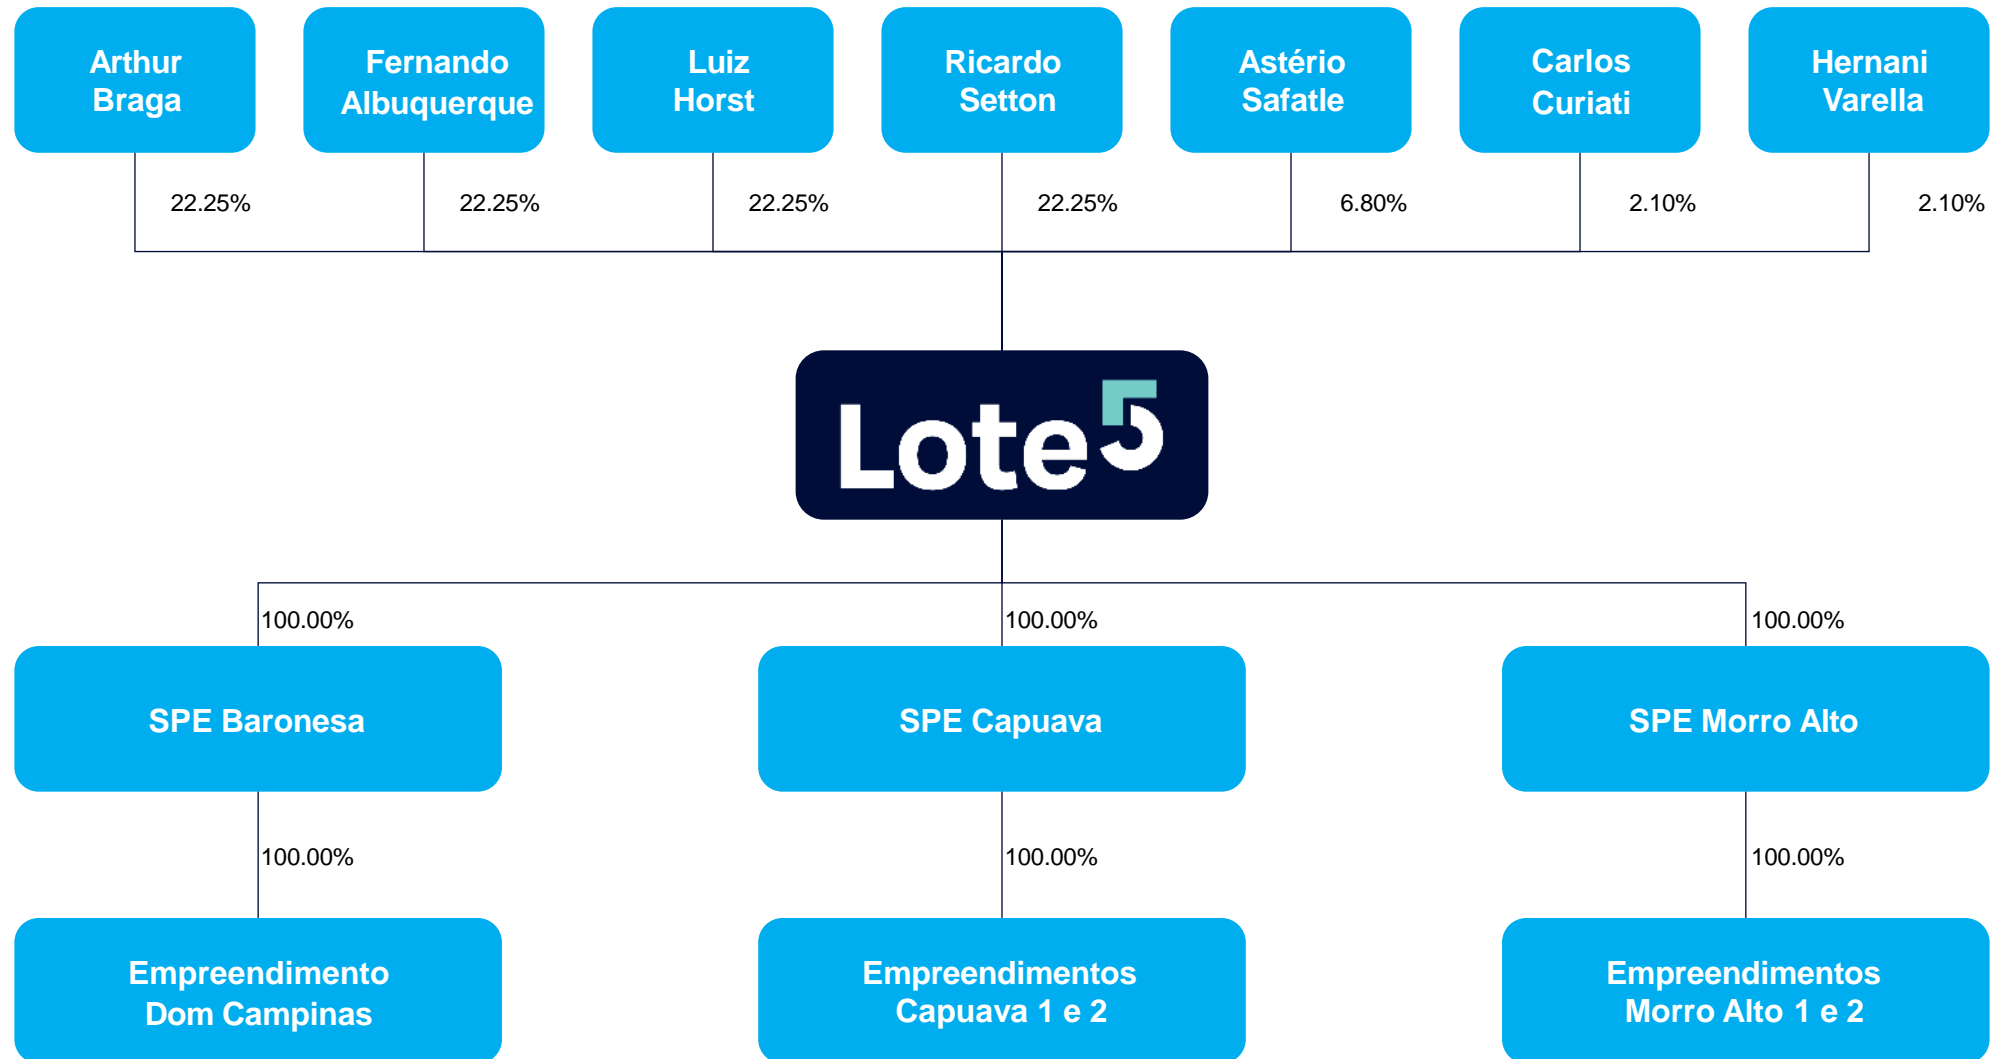 Arthur
Braga
Fernando
Albuquerque
Luiz
Horst
Ricardo
Setton
Astério
Safatle
Carlos
Curiati
Hernani
Varella
22.25%
22.25%
22.25%
22.25%
6.80%
2.10%
2.10%
Lote5
100.00%
100.00%
100.00%
SPE Baronesa
SPE Capuava
SPE Morro Alto
100.00%
100.00%
100.00%
Empreendimento
Dom Campinas
Empreendimentos
Capuava 1 e 2
Empreendimentos
Morro Alto 1 e 2